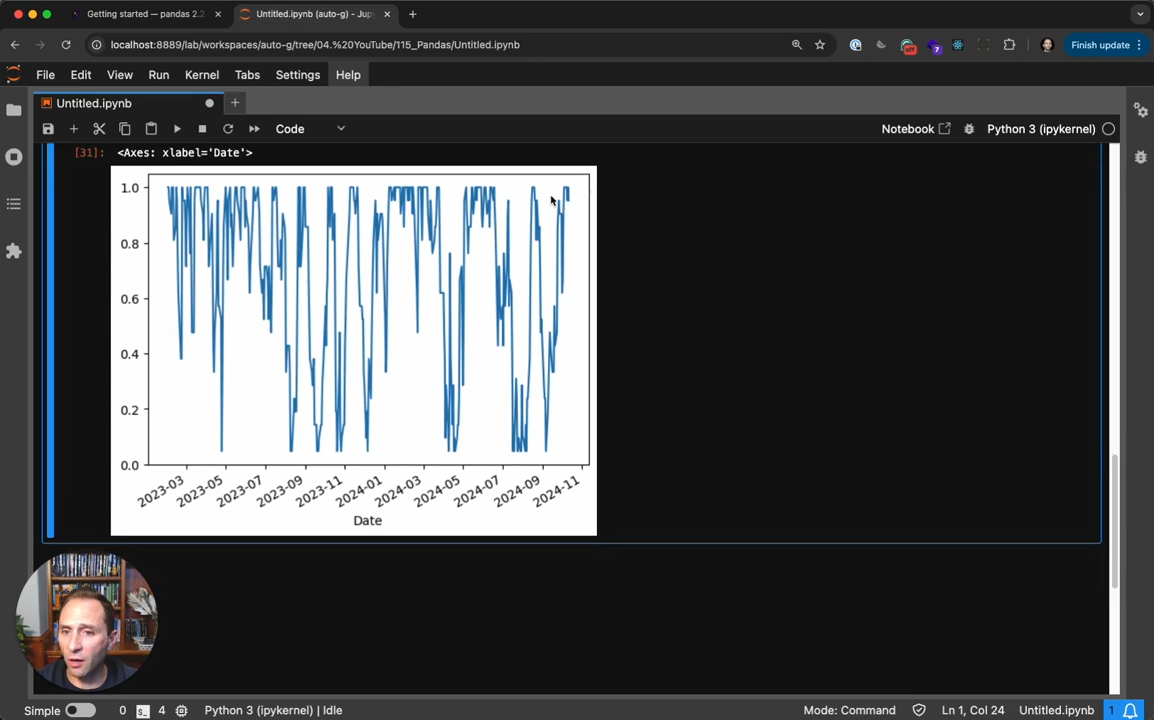 Getting started — pandas 2.2
Untitled.ipynb (auto-g) - Jup
Finish update
localhost:8889/lab/workspaces/auto-g/tree/04.%20YouTube/115_Pandas/Untitled.ipynb
off
7
File Edit View Run Kernel Tabs Settings Help
Untitled.ipynb
Code
Notebook
Python 3 (ipykernel)
[31]: <Axes: xlabel='Date'>
1.0
0.8
0.6
0.4
0.2
0.0
2023-03 2023-05 2023-07 2023-09 2023-11 2024-01 2024-03 2024-05 2024-07 2024-09 2024-11
Date
Simple 0 $_ 4 Python 3 (ipykernel) | Idle Mode: Command Ln 1, Col 24 Untitled.ipynb 1